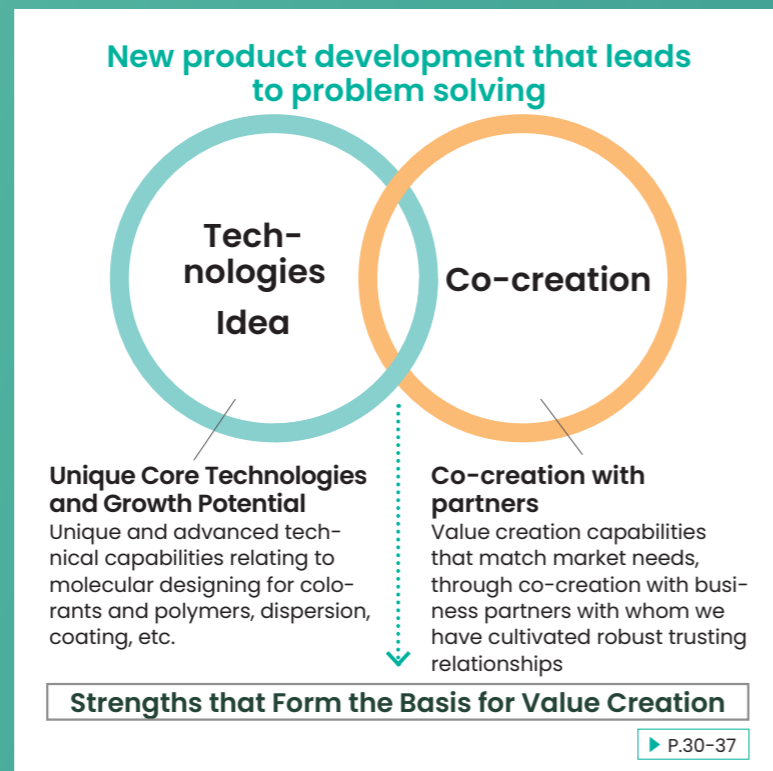 New product development that leads
to problem solving
Tech-
nologies
Idea
Co-creation
Unique Core Technologies
and Growth Potential
Unique and advanced tech-
nical capabilities relating to
molecular designing for colo-
rants and polymers, dispersion,
coating, etc.
Co-creation with
partners
Value creation capabilities
that match market needs,
through co-creation with busi-
ness partners with whom we
have cultivated robust trusting
relationships
Strengths that Form the Basis for Value Creation
P.30-37